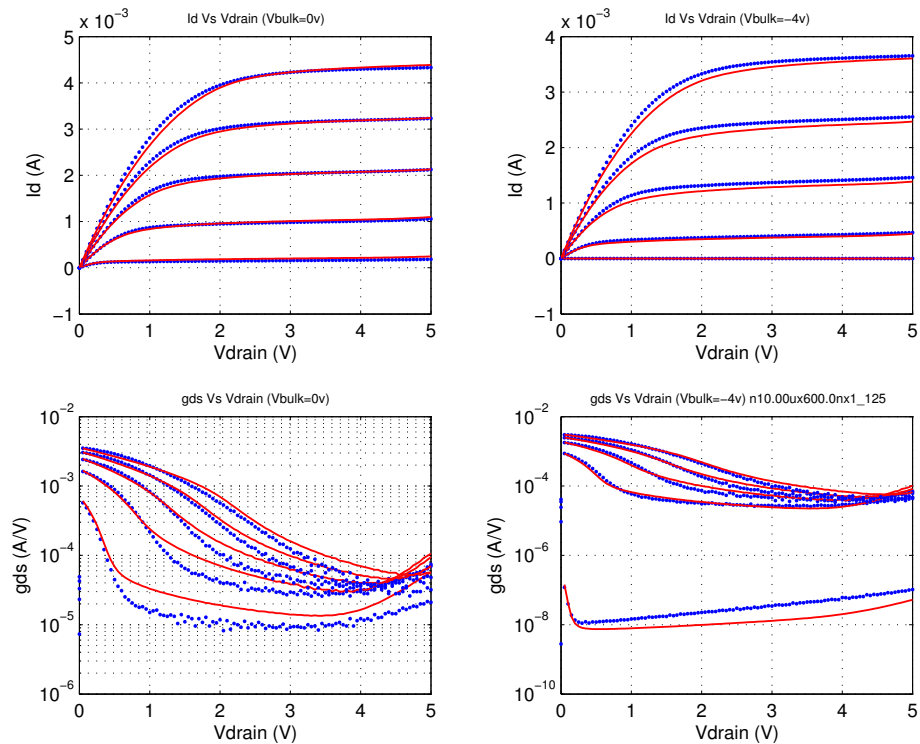 x 10⁻³
Id Vs Vdrain (Vbulk=0v)
5
4
3
2
1
0
−1
Id (A)
0 1 2 3 4 5
Vdrain (V)
x 10⁻³
Id Vs Vdrain (Vbulk=−4v)
4
3
2
1
0
−1
Id (A)
0 1 2 3 4 5
Vdrain (V)
gds Vs Vdrain (Vbulk=0v)
10⁻²
10⁻³
10⁻⁴
10⁻⁵
10⁻⁶
gds (A/V)
0 1 2 3 4 5
Vdrain (V)
gds Vs Vdrain (Vbulk=−4v) n10.00ux600.0nx1_125
10⁻²
10⁻⁴
10⁻⁶
10⁻⁸
10⁻¹⁰
gds (A/V)
0 1 2 3 4 5
Vdrain (V)